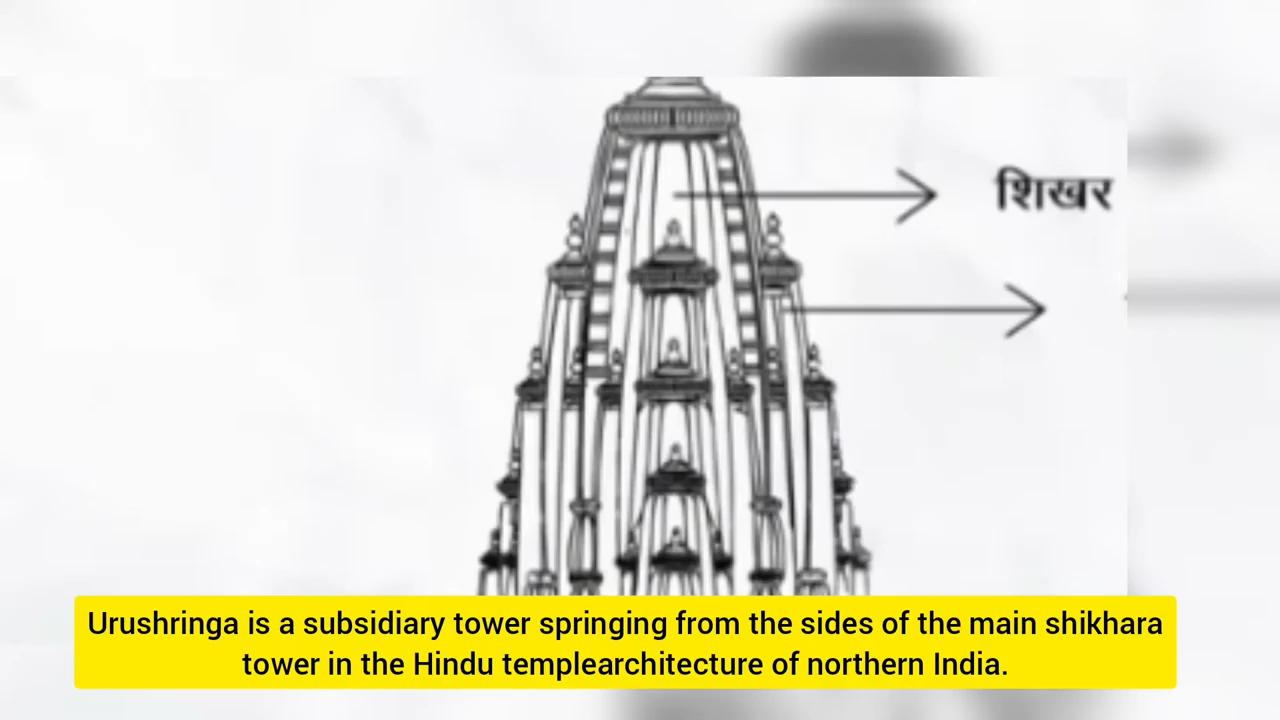 शिखर
Urushringa is a subsidiary tower springing from the sides of the main shikhara
tower in the Hindu templearchitecture of northern India.